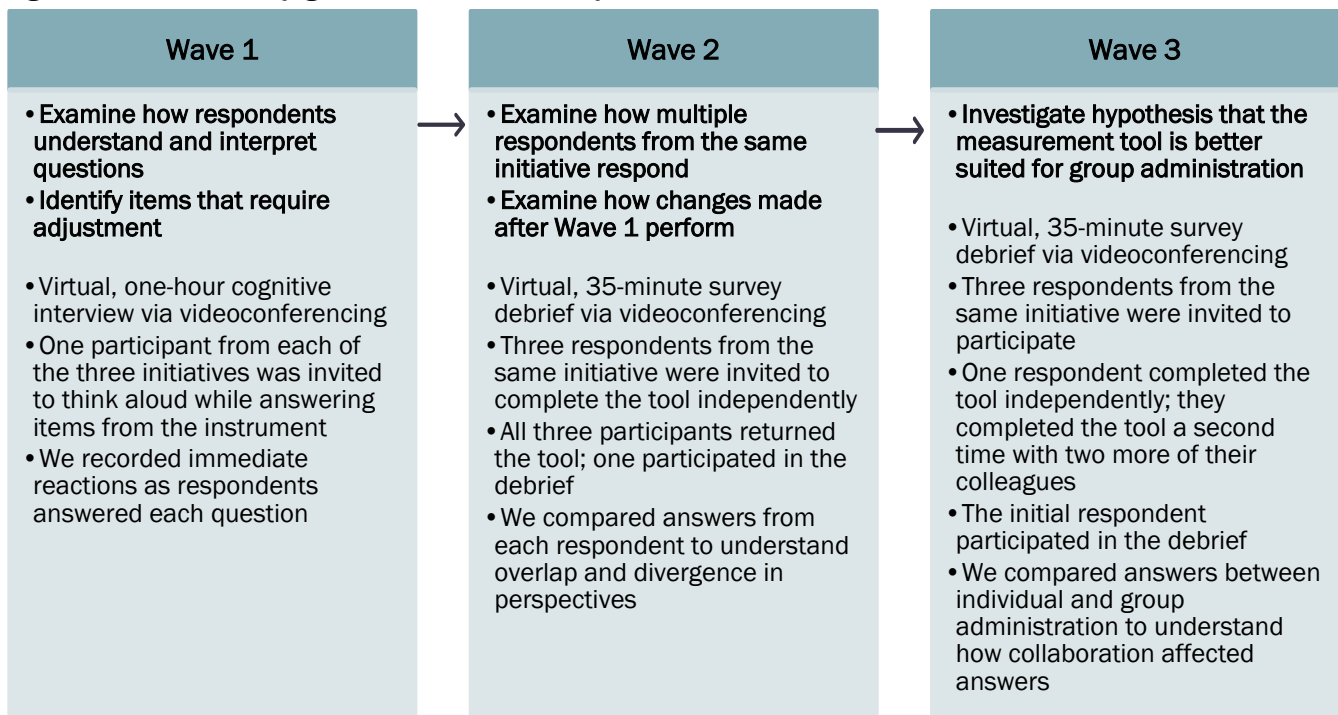 Wave 1
• Examine how respondents
understand and interpret
questions
• Identify items that require
adjustment
• Virtual, one-hour cognitive
interview via videoconferencing
• One participant from each of
the three initiatives was invited
to think aloud while answering
items from the instrument
• We recorded immediate
reactions as respondents
answered each question
Wave 2
• Examine how multiple
respondents from the same
initiative respond
• Examine how changes made
after Wave 1 perform
• Virtual, 35-minute survey
debrief via videoconferencing
• Three respondents from the
same initiative were invited to
complete the tool independently
• All three participants returned
the tool; one participated in the
debrief
• We compared answers from
each respondent to understand
overlap and divergence in
perspectives
Wave 3
• Investigate hypothesis that the
measurement tool is better
suited for group administration
• Virtual, 35-minute survey
debrief via videoconferencing
• Three respondents from the
same initiative were invited to
participate
• One respondent completed the
tool independently; they
completed the tool a second
time with two more of their
colleagues
• The initial respondent
participated in the debrief
• We compared answers between
individual and group
administration to understand
how collaboration affected
answers